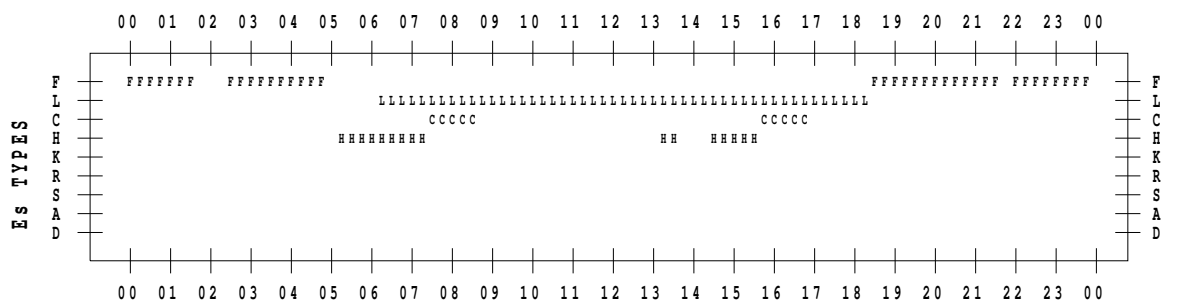 00 01 02 03 04 05 06 07 08 09 10 11 12 13 14 15 16 17 18 19 20 21 22 23 00
F FFFFFFF FFFFFFFFFF FFFFFFFFFFFFF FFFFFFFF F
L LLLLLLLLLLLLLLLLLLLLLLLLLLLLLLLLLLLLLLLLLLLLLLLLL L
C CCCCC CCCCC C
H HHHHHHHHH HH HHHHH H
K K
R R
S S
A A
D D
Es TYPES
00 01 02 03 04 05 06 07 08 09 10 11 12 13 14 15 16 17 18 19 20 21 22 23 00